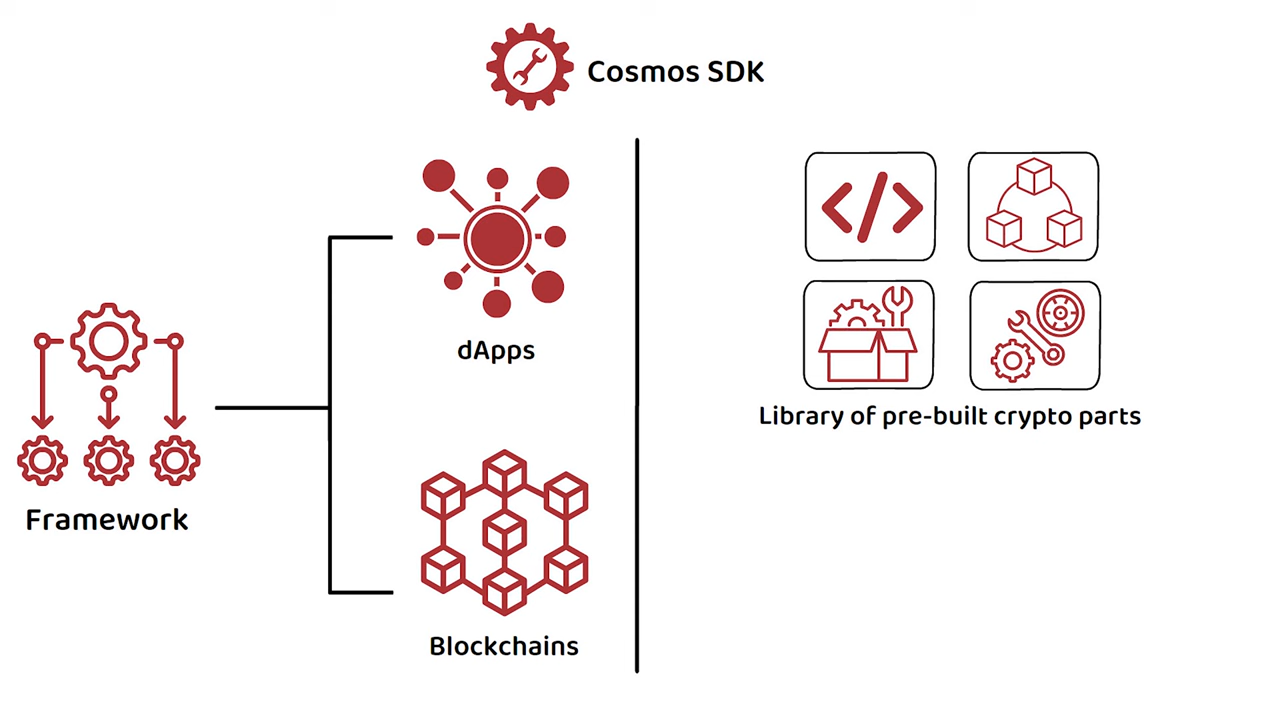 Cosmos SDK
dApps
Framework
Blockchains
Library of pre-built crypto parts